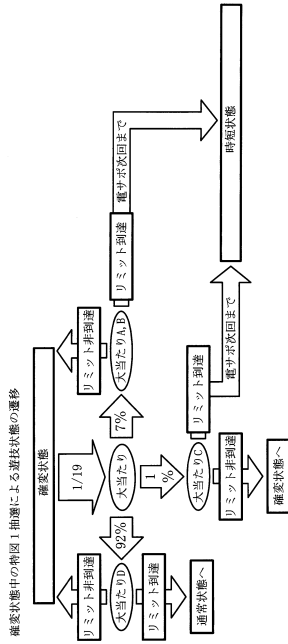 確変状態中の特図1抽選による遊技状態の遷移
確変状態
1/19
リミット非到達
リミット非到達
大当たりD
92%
大当たり
7%
大当たりA,B
リミット到達
電サポ次回まで
リミット到達
通常状態へ
1
%
大当たりC
リミット到達
リミット非到達
電サポ次回まで
確変状態へ
時短状態